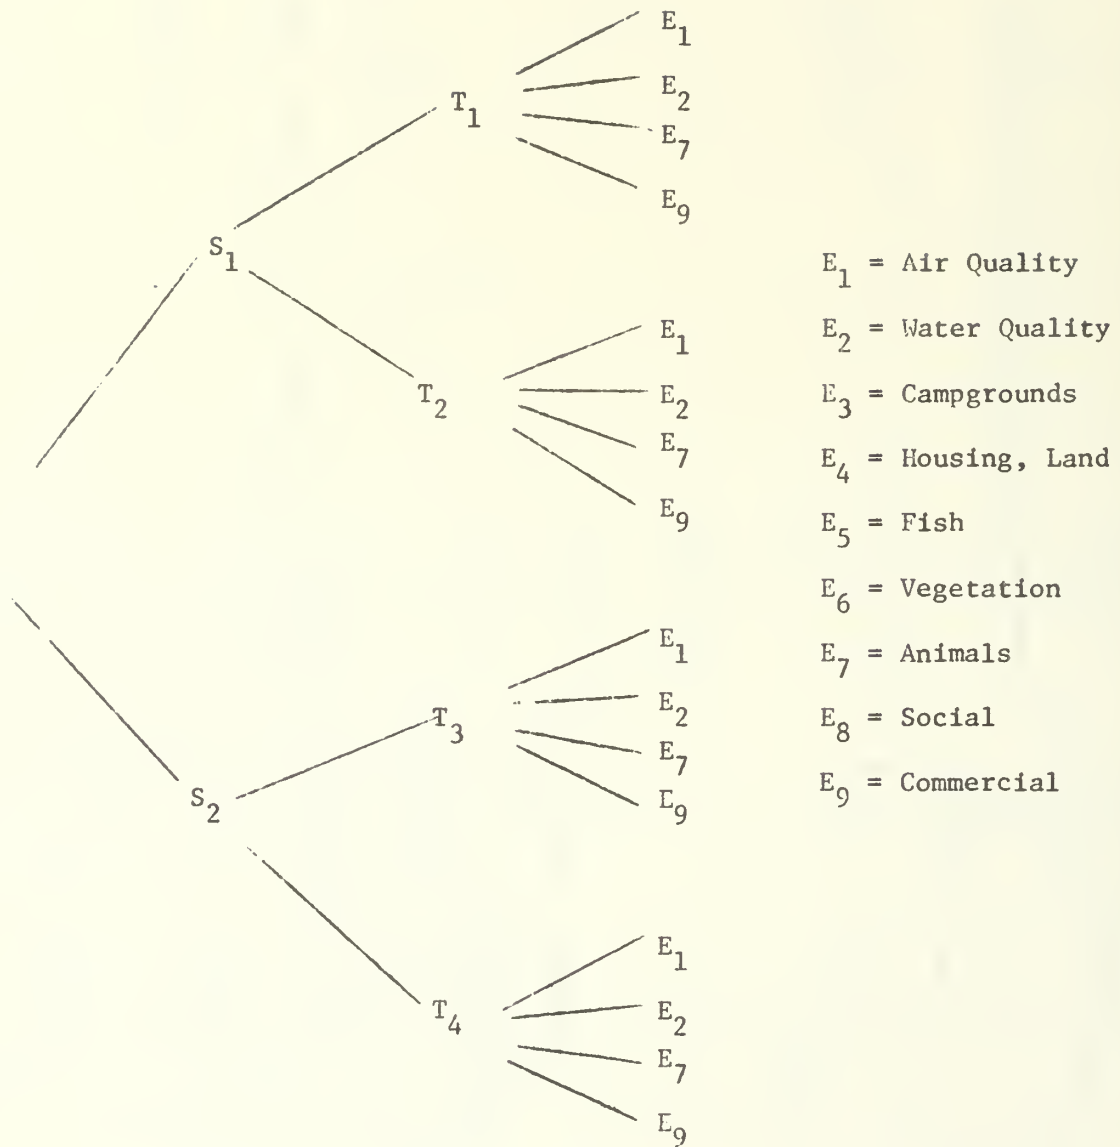 E1
E2
T1
E7
E9
S1
E1
T2
E2
E7
E9
E1
E2
T3
E7
E9
S2
E1
E2
T4
E7
E9
E1 = Air Quality
E2 = Water Quality
E3 = Campgrounds
E4 = Housing, Land
E5 = Fish
E6 = Vegetation
E7 = Animals
E8 = Social
E9 = Commercial